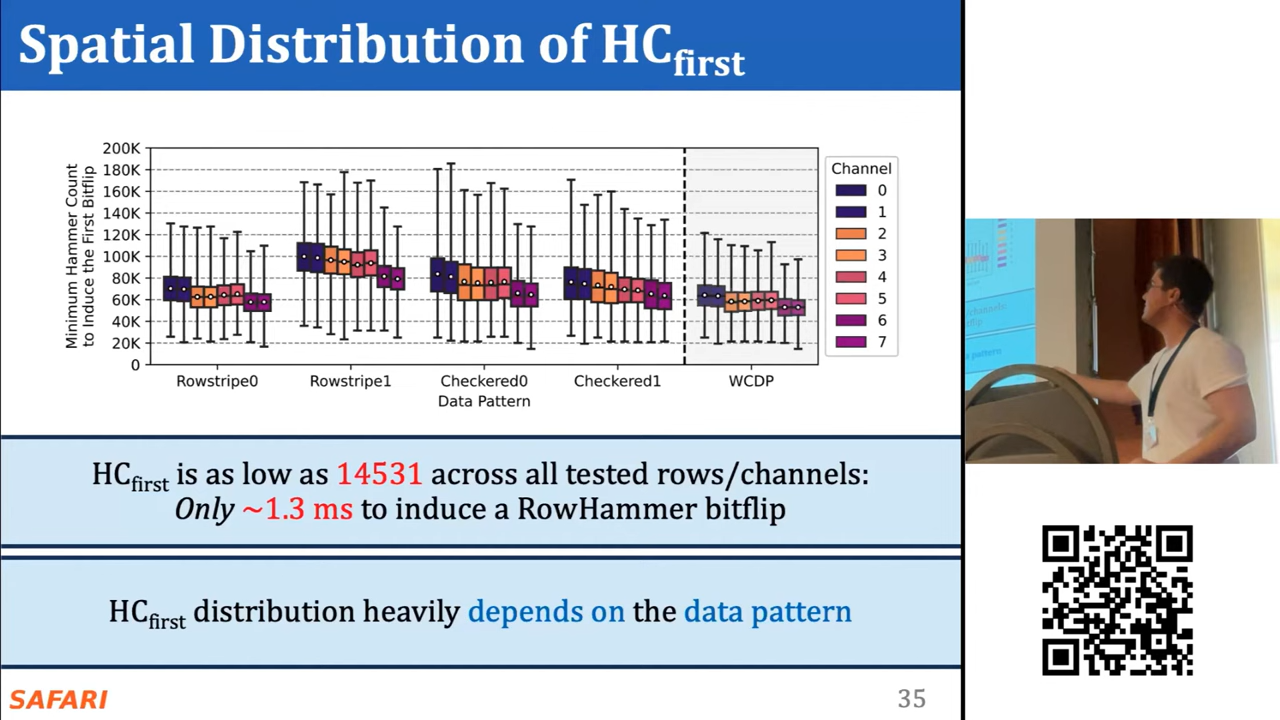 Spatial Distribution of HCfirst
Minimum Hammer Count
to Induce the First Bitflip
200K
180K
160K
140K
120K
100K
80K
60K
40K
20K
0
Rowstripe0
Rowstripe1
Checkered0
Checkered1
WCDP
Data Pattern
Channel
0
1
2
3
4
5
6
7
HCfirst is as low as 14531 across all tested rows/channels:
Only ~1.3 ms to induce a RowHammer bitflip
HCfirst distribution heavily depends on the data pattern
SAFARI
35